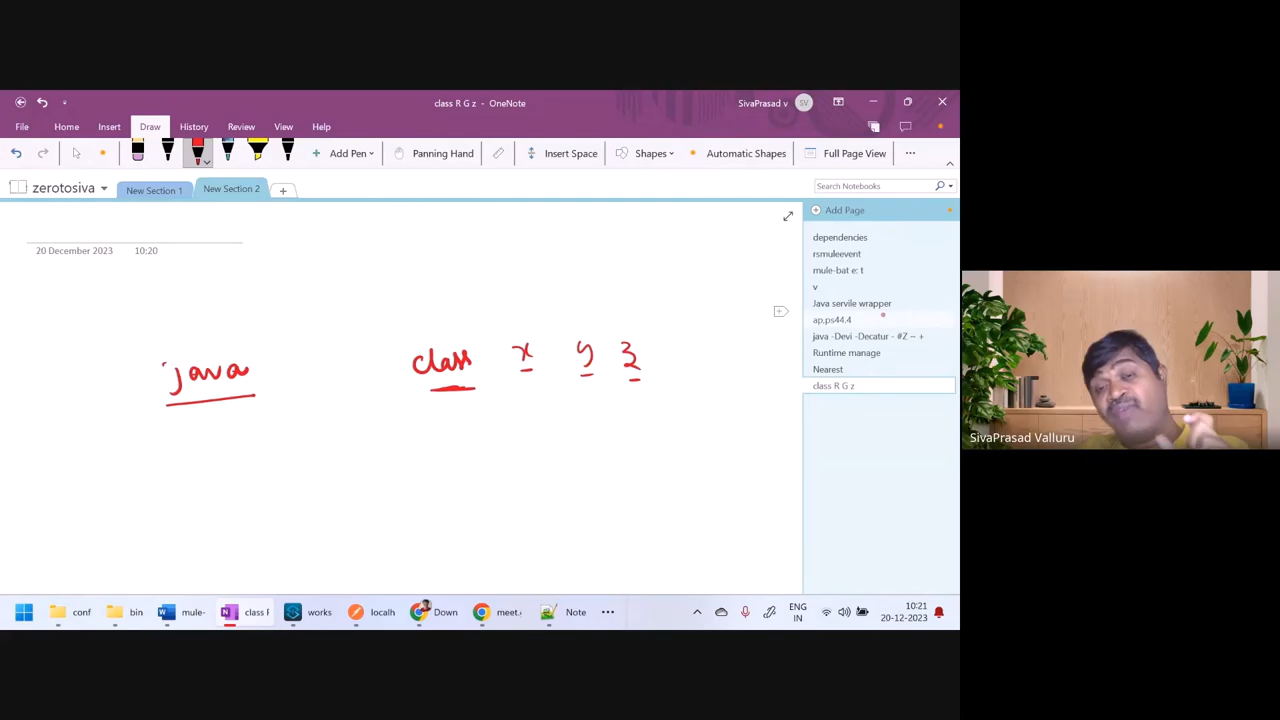 class R G z - OneNote
SivaPrasad v
SV
File Home Insert Draw History Review View Help
Add Pen Panning Hand Insert Space Shapes Automatic Shapes Full Page View
zerotosiva New Section 1 New Section 2 +
Search Notebooks
Add Page
20 December 2023 10:20
dependencies
rsmuleevent
mule-bat e: t
v
Java servile wrapper
ap,ps44.4
java -Devi -Decatur - #Z -- +
Runtime manage
Nearest
class R G z
java class x y z
SivaPrasad Valluru
conf bin mule- class F works localh Down meet. Note
ENG
IN
10:21
20-12-2023